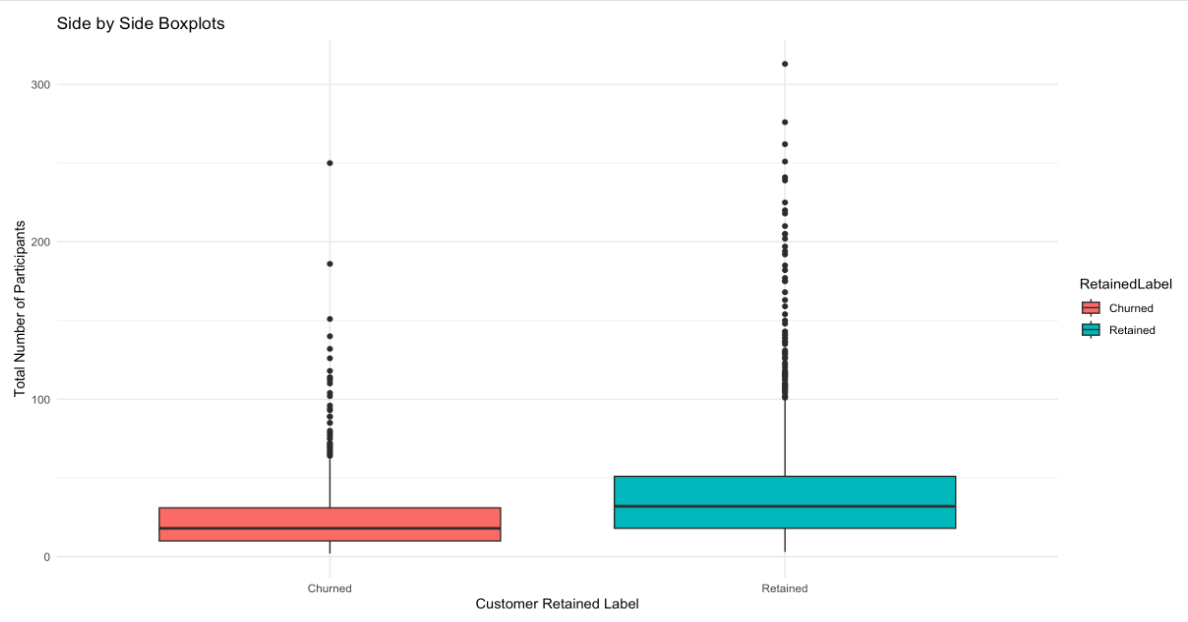 Side by Side Boxplots
Total Number of Participants
300
200
100
0
Churned
Retained
Customer Retained Label
RetainedLabel
Churned
Retained